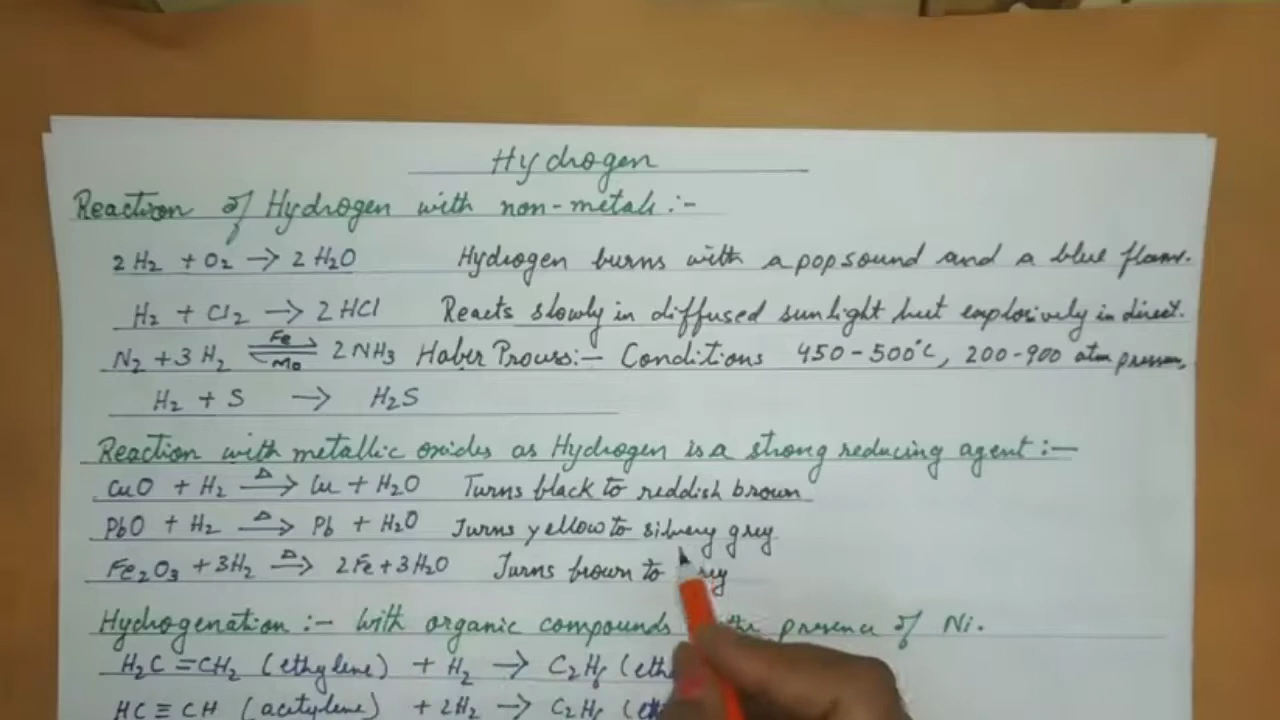 Hydrogen
Reaction of Hydrogen with non-metals :-
2H₂ + O₂ → 2H₂O Hydrogen burns with a pop sound and a blue flame.
H₂ + Cl₂ → 2HCl Reacts slowly in diffused sunlight but explosively in direct.
N₂ + 3H₂ ⇌ 2NH₃ Haber Process:- Conditions 450-500°C, 200-900 atm pressure,
Fe
Mo
H₂ + S → H₂S
Reaction with metallic oxides as Hydrogen is a strong reducing agent :-
CuO + H₂ →Δ Cu + H₂O Turns black to reddish brown
PbO + H₂ →Δ Pb + H₂O Turns yellow to silvery grey
Fe₂O₃ + 3H₂ →Δ 2Fe + 3H₂O Turns brown to
Hydrogenation :- With organic compounds presence of Ni.
H₂C=CH₂ (ethylene) + H₂ → C₂H₆
HC≡CH (acetylene) + 2H₂ → C₂H₆